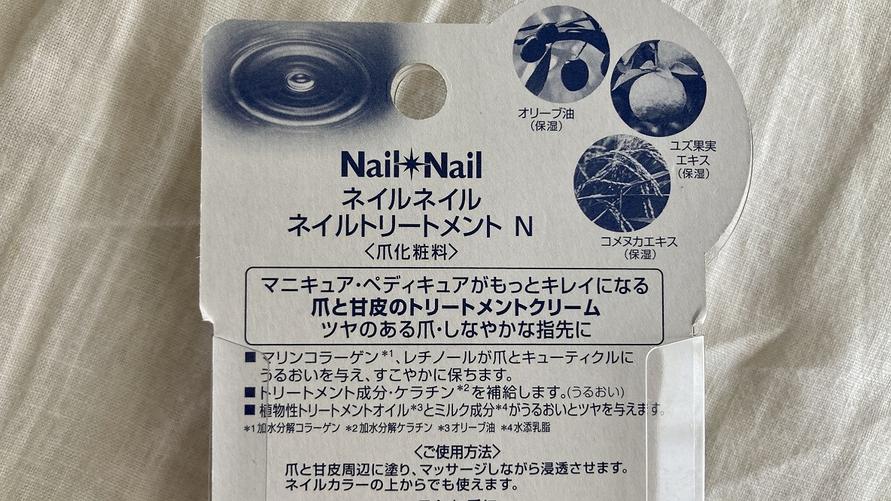 オリーブ油
（保湿）
ユズ果実
エキス
（保湿）
コメヌカエキス
（保湿）
Nail Nail
ネイルネイル
ネイルトリートメント N
〈爪化粧料〉
マニキュア・ペディキュアがもっとキレイになる
爪と甘皮のトリートメントクリーム
ツヤのある爪・しなやかな指先に
■ マリンコラーゲン*1、レチノールが爪とキューティクルに
うるおいを与え、すこやかに保ちます。
■ トリートメント成分・ケラチン*2を補給します。(うるおい)
■ 植物性トリートメントオイル*3とミルク成分*4がうるおいとツヤを与えます。
*1加水分解コラーゲン *2加水分解ケラチン *3オリーブ油 *4水添乳脂
〈ご使用方法〉
爪と甘皮周辺に塗り、マッサージしながら浸透させます。
ネイルカラーの上からでも使えます。